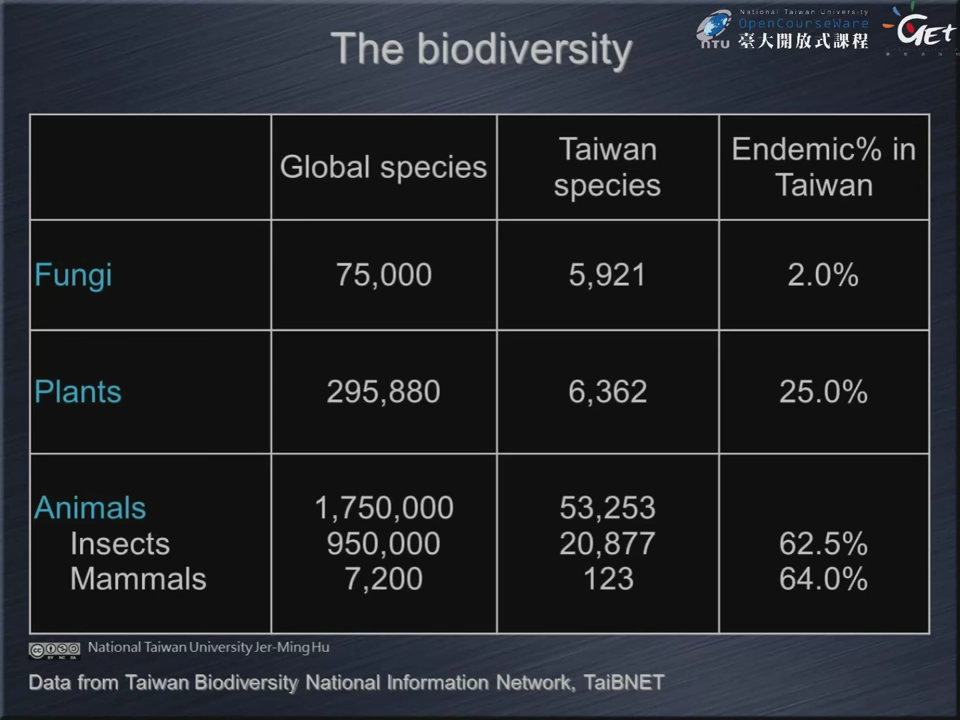 The biodiversity
National Taiwan University
OpenCourseWare
NTU 臺大開放式課程
GET
Global species
Taiwan species
Endemic% in Taiwan
Fungi 75,000 5,921 2.0%
Plants 295,880 6,362 25.0%
Animals 1,750,000 53,253
Insects 950,000 20,877 62.5%
Mammals 7,200 123 64.0%
National Taiwan University Jer-Ming Hu
Data from Taiwan Biodiversity National Information Network, TaiBNET